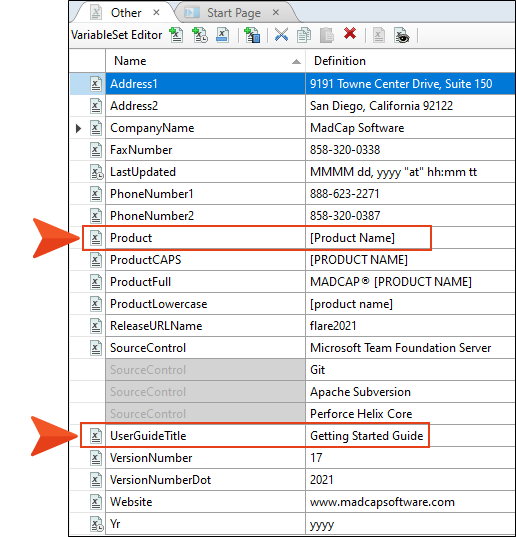 Other × Start Page ×
VariableSet Editor
Name Definition
Address1 9191 Towne Center Drive, Suite 150
Address2 San Diego, California 92122
CompanyName MadCap Software
FaxNumber 858-320-0338
LastUpdated MMMM dd, yyyy "at" hh:mm tt
PhoneNumber1 888-623-2271
PhoneNumber2 858-320-0387
Product [Product Name]
ProductCAPS [PRODUCT NAME]
ProductFull MADCAP® [PRODUCT NAME]
ProductLowercase [product name]
ReleaseURLName flare2021
SourceControl Microsoft Team Foundation Server
SourceControl Git
SourceControl Apache Subversion
SourceControl Perforce Helix Core
UserGuideTitle Getting Started Guide
VersionNumber 17
VersionNumberDot 2021
Website www.madcapsoftware.com
Yr yyyy